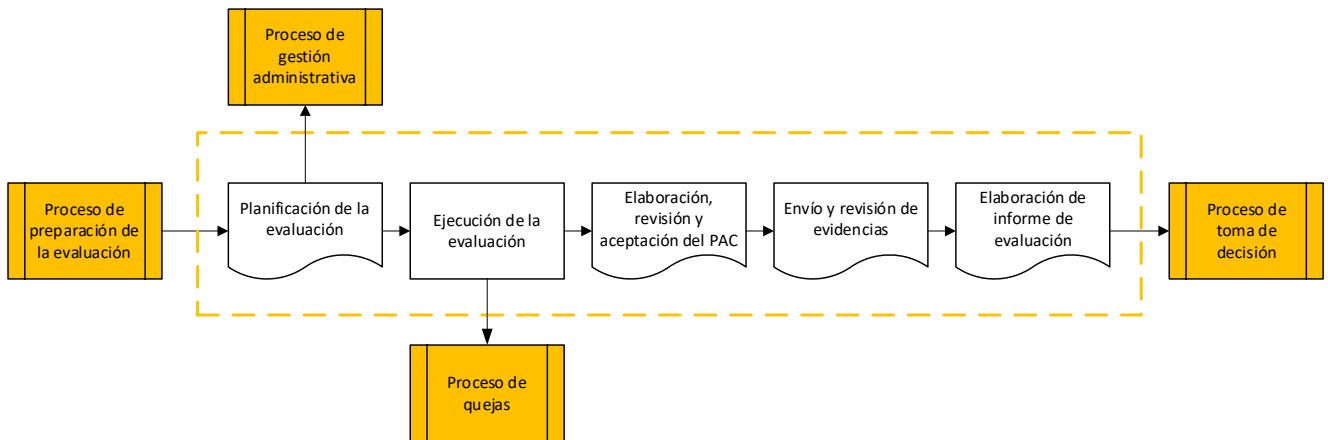 Proceso de
gestión
administrativa
Proceso de
preparación de
la evaluación
Planificación de la
evaluación
Ejecución de la
evaluación
Elaboración,
revisión y
aceptación del PAC
Envío y revisión de
evidencias
Elaboración de
informe de
evaluación
Proceso de
toma de
decisión
Proceso de
quejas